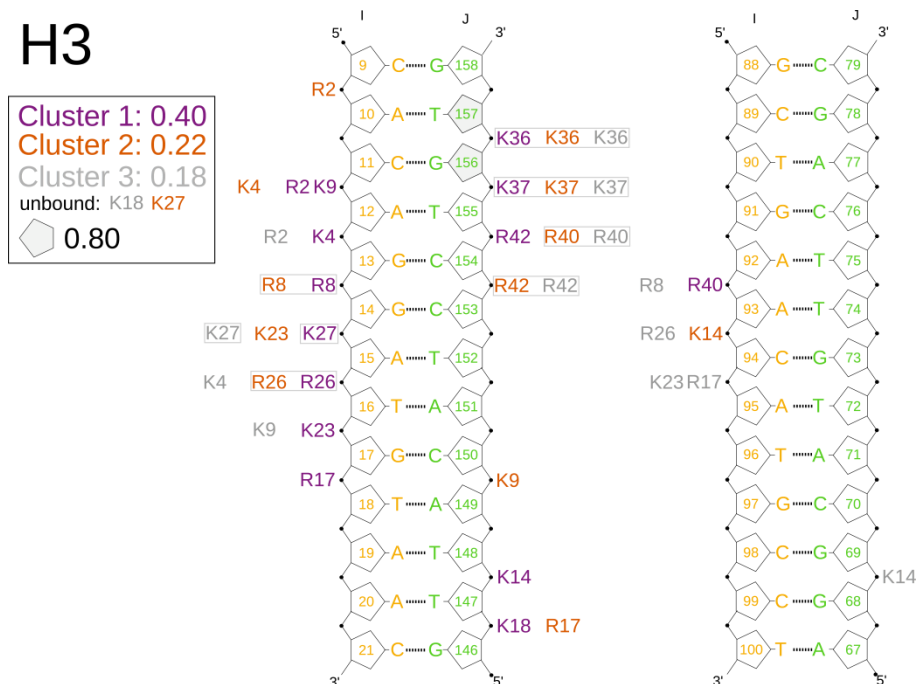 H3
Cluster 1: 0.40
Cluster 2: 0.22
Cluster 3: 0.18
unbound: K18 K27
0.80
I J
5' 3'
9 C G 158
R2
10 A T 157
K36 K36 K36
11 C G 156
K4 R2 K9 K37 K37 K37
12 A T 155
R2 K4 R42 R40 R40
13 G C 154
R8 R8 R42 R42
14 G C 153
K27 K23 K27
15 A T 152
K4 R26 R26
16 T A 151
K9 K23
17 G C 150
R17 K9
18 T A 149
19 A T 148
K14
20 A T 147
K18 R17
21 C G 146
3' 5'
I J
5' 3'
88 G C 79
89 C G 78
90 T A 77
91 G C 76
92 A T 75
R8 R40
93 A T 74
R26 K14
94 C G 73
K23 R17
95 A T 72
96 T A 71
97 G C 70
98 C G 69
K14
99 C G 68
100 T A 67
3' 5'